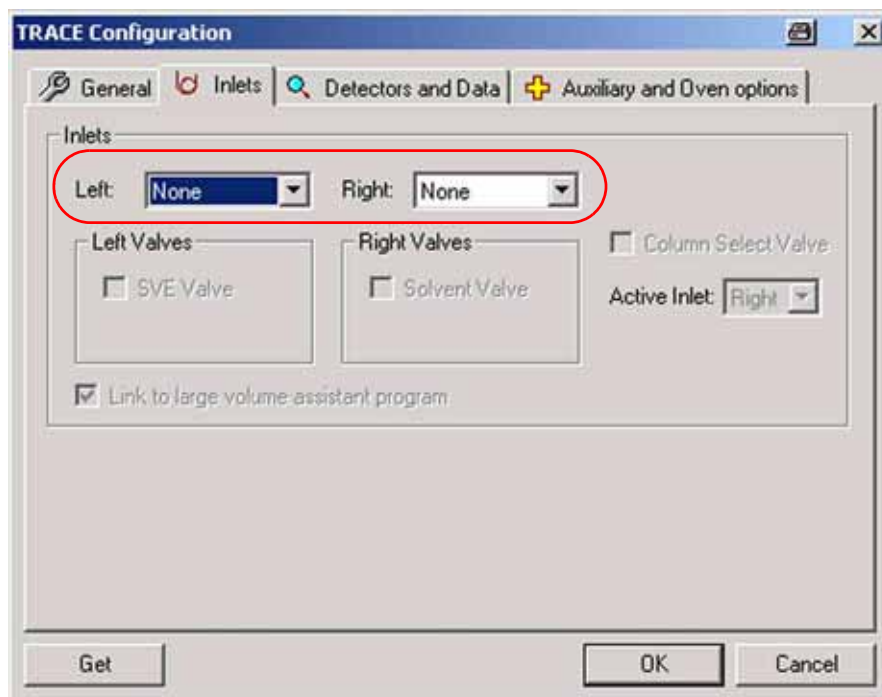 TRACE Configuration
General Inlets Detectors and Data Auxiliary and Oven options
Inlets
Left: None Right: None
Left Valves Right Valves Column Select Valve
SVE Valve Solvent Valve Active Inlet: Right
Link to large volume assistant program
Get OK Cancel